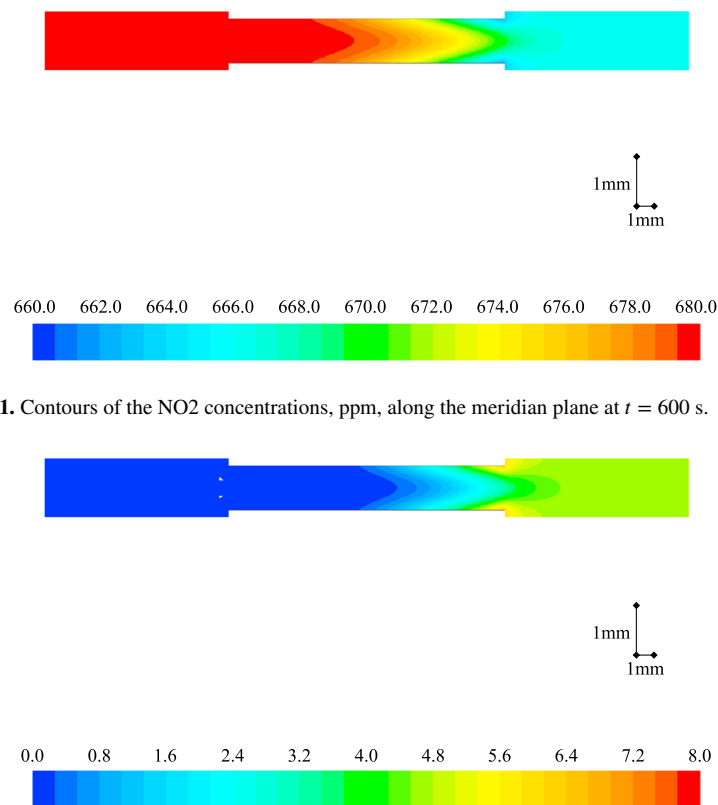 1mm
1mm
660.0 662.0 664.0 666.0 668.0 670.0 672.0 674.0 676.0 678.0 680.0
1. Contours of the NO2 concentrations, ppm, along the meridian plane at t = 600 s.
1mm
1mm
0.0 0.8 1.6 2.4 3.2 4.0 4.8 5.6 6.4 7.2 8.0